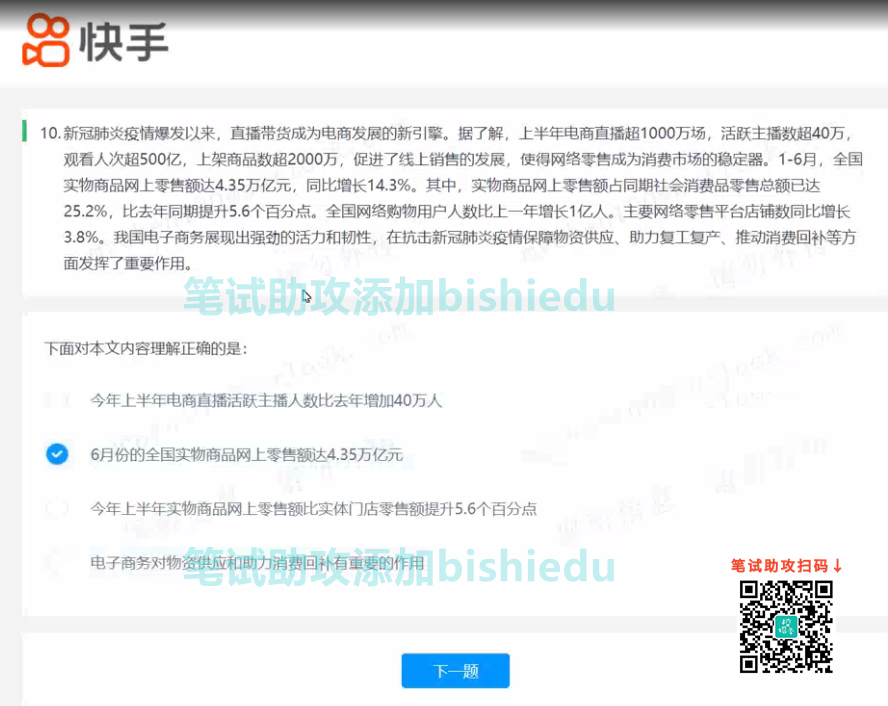 快手
10. 新冠肺炎疫情爆发以来，直播带货成为电商发展的新引擎。据了解，上半年电商直播超1000万场，活跃主播数超40万，
观看人次超500亿，上架商品数超2000万，促进了线上销售的发展，使得网络零售成为消费市场的稳定器。1-6月，全国
实物商品网上零售额达4.35万亿元，同比增长14.3%。其中，实物商品网上零售额占同期社会消费品零售总额已达
25.2%，比去年同期提升5.6个百分点。全国网络购物用户人数比上一年增长1亿人。主要网络零售平台店铺数同比增长
3.8%。我国电子商务展现出强劲的活力和韧性，在抗击新冠肺炎疫情保障物资供应、助力复工复产、推动消费回补等方
面发挥了重要作用。
笔试助攻添加bishiedu
下面对本文内容理解正确的是：
今年上半年电商直播活跃主播人数比去年增加40万人
6月份的全国实物商品网上零售额达4.35万亿元
今年上半年实物商品网上零售额比实体门店零售额提升5.6个百分点
电子商务对物资供应和助力消费回补有重要的作用
笔试助攻添加bishiedu
笔试助攻扫码↓
下一题